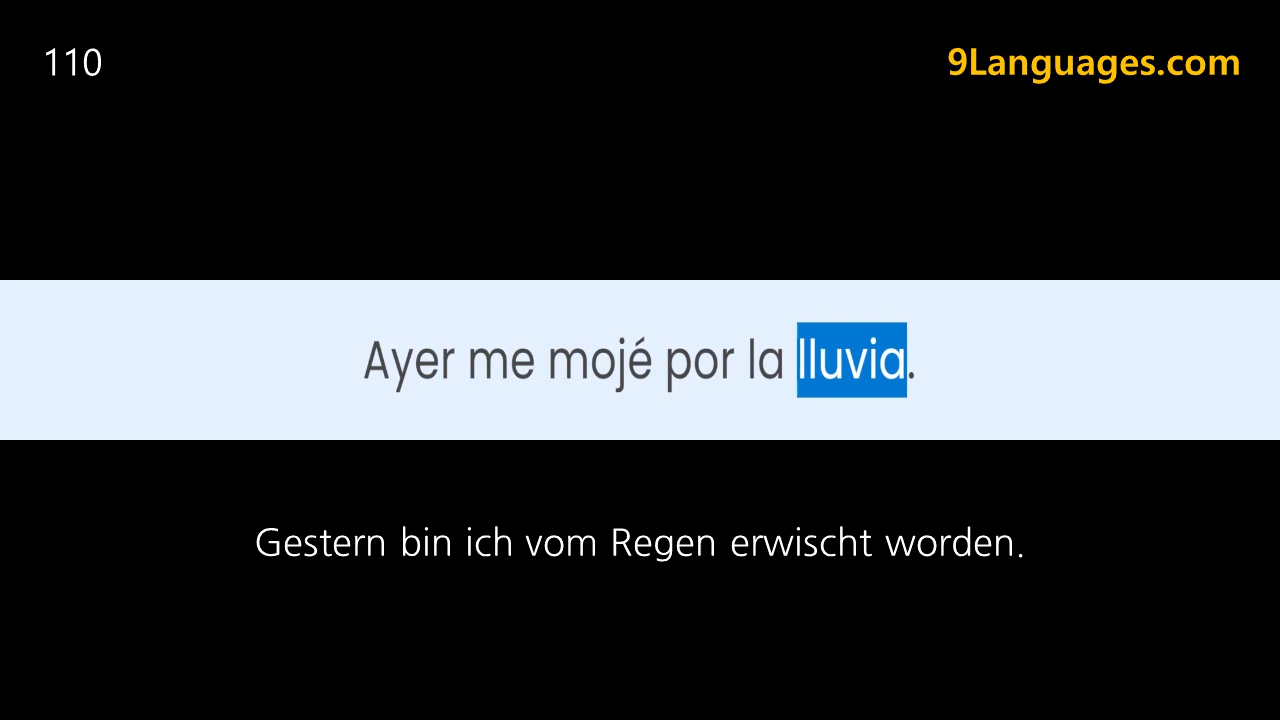 110
9Languages.com
Ayer me mojé por la lluvia.
Gestern bin ich vom Regen erwischt worden.